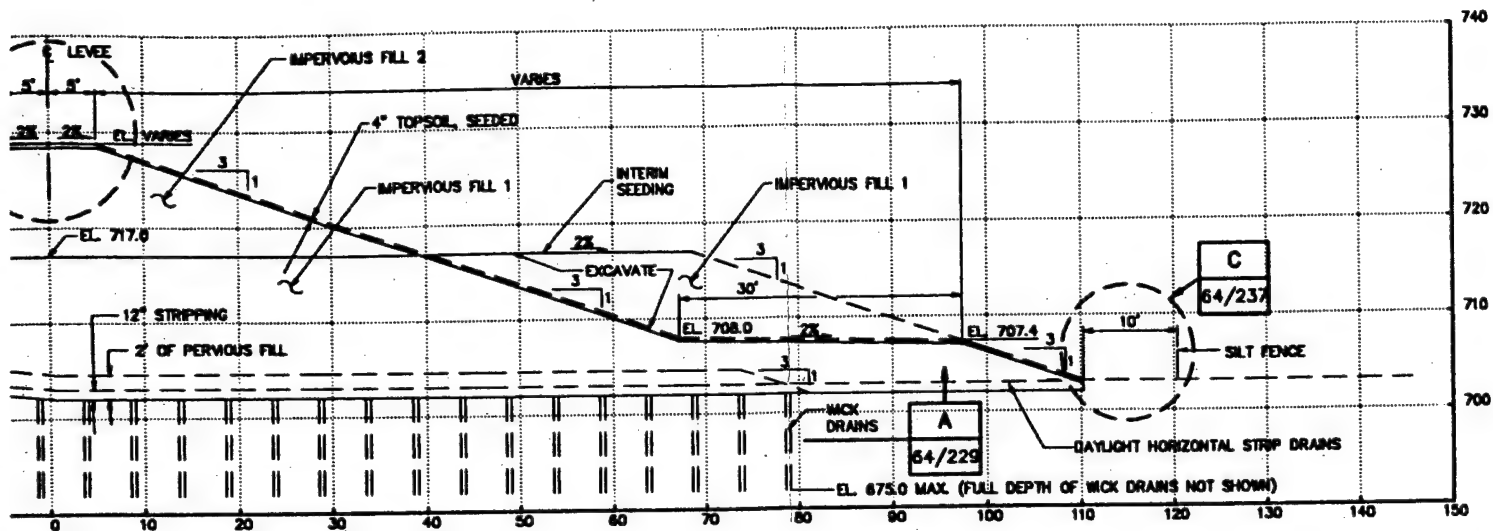 740
℄ LEVEE
IMPERVOIUS FILL 2
VARIES
5' 5'
730
4" TOPSOIL, SEEDED
2% 2% EL. VARIES
3
1
IMPERVIOUS FILL 1
INTERIM
SEEDING
IMPERVIOUS FILL 1
720
EL. 717.0
2%
3
1
C
64/237
EXCAVATE
3
1
30'
710
12" STRIPPING
EL. 708.0
2%
EL. 707.4
3
1
10'
2' OF PERVIOUS FILL
SILT FENCE
3
1
700
WICK
DRAINS
A
64/229
DAYLIGHT HORIZONTAL STRIP DRAINS
EL. 675.0 MAX. (FULL DEPTH OF WICK DRAINS NOT SHOWN)
0 10 20 30 40 50 60 70 80 90 100 110 120 130 140 150